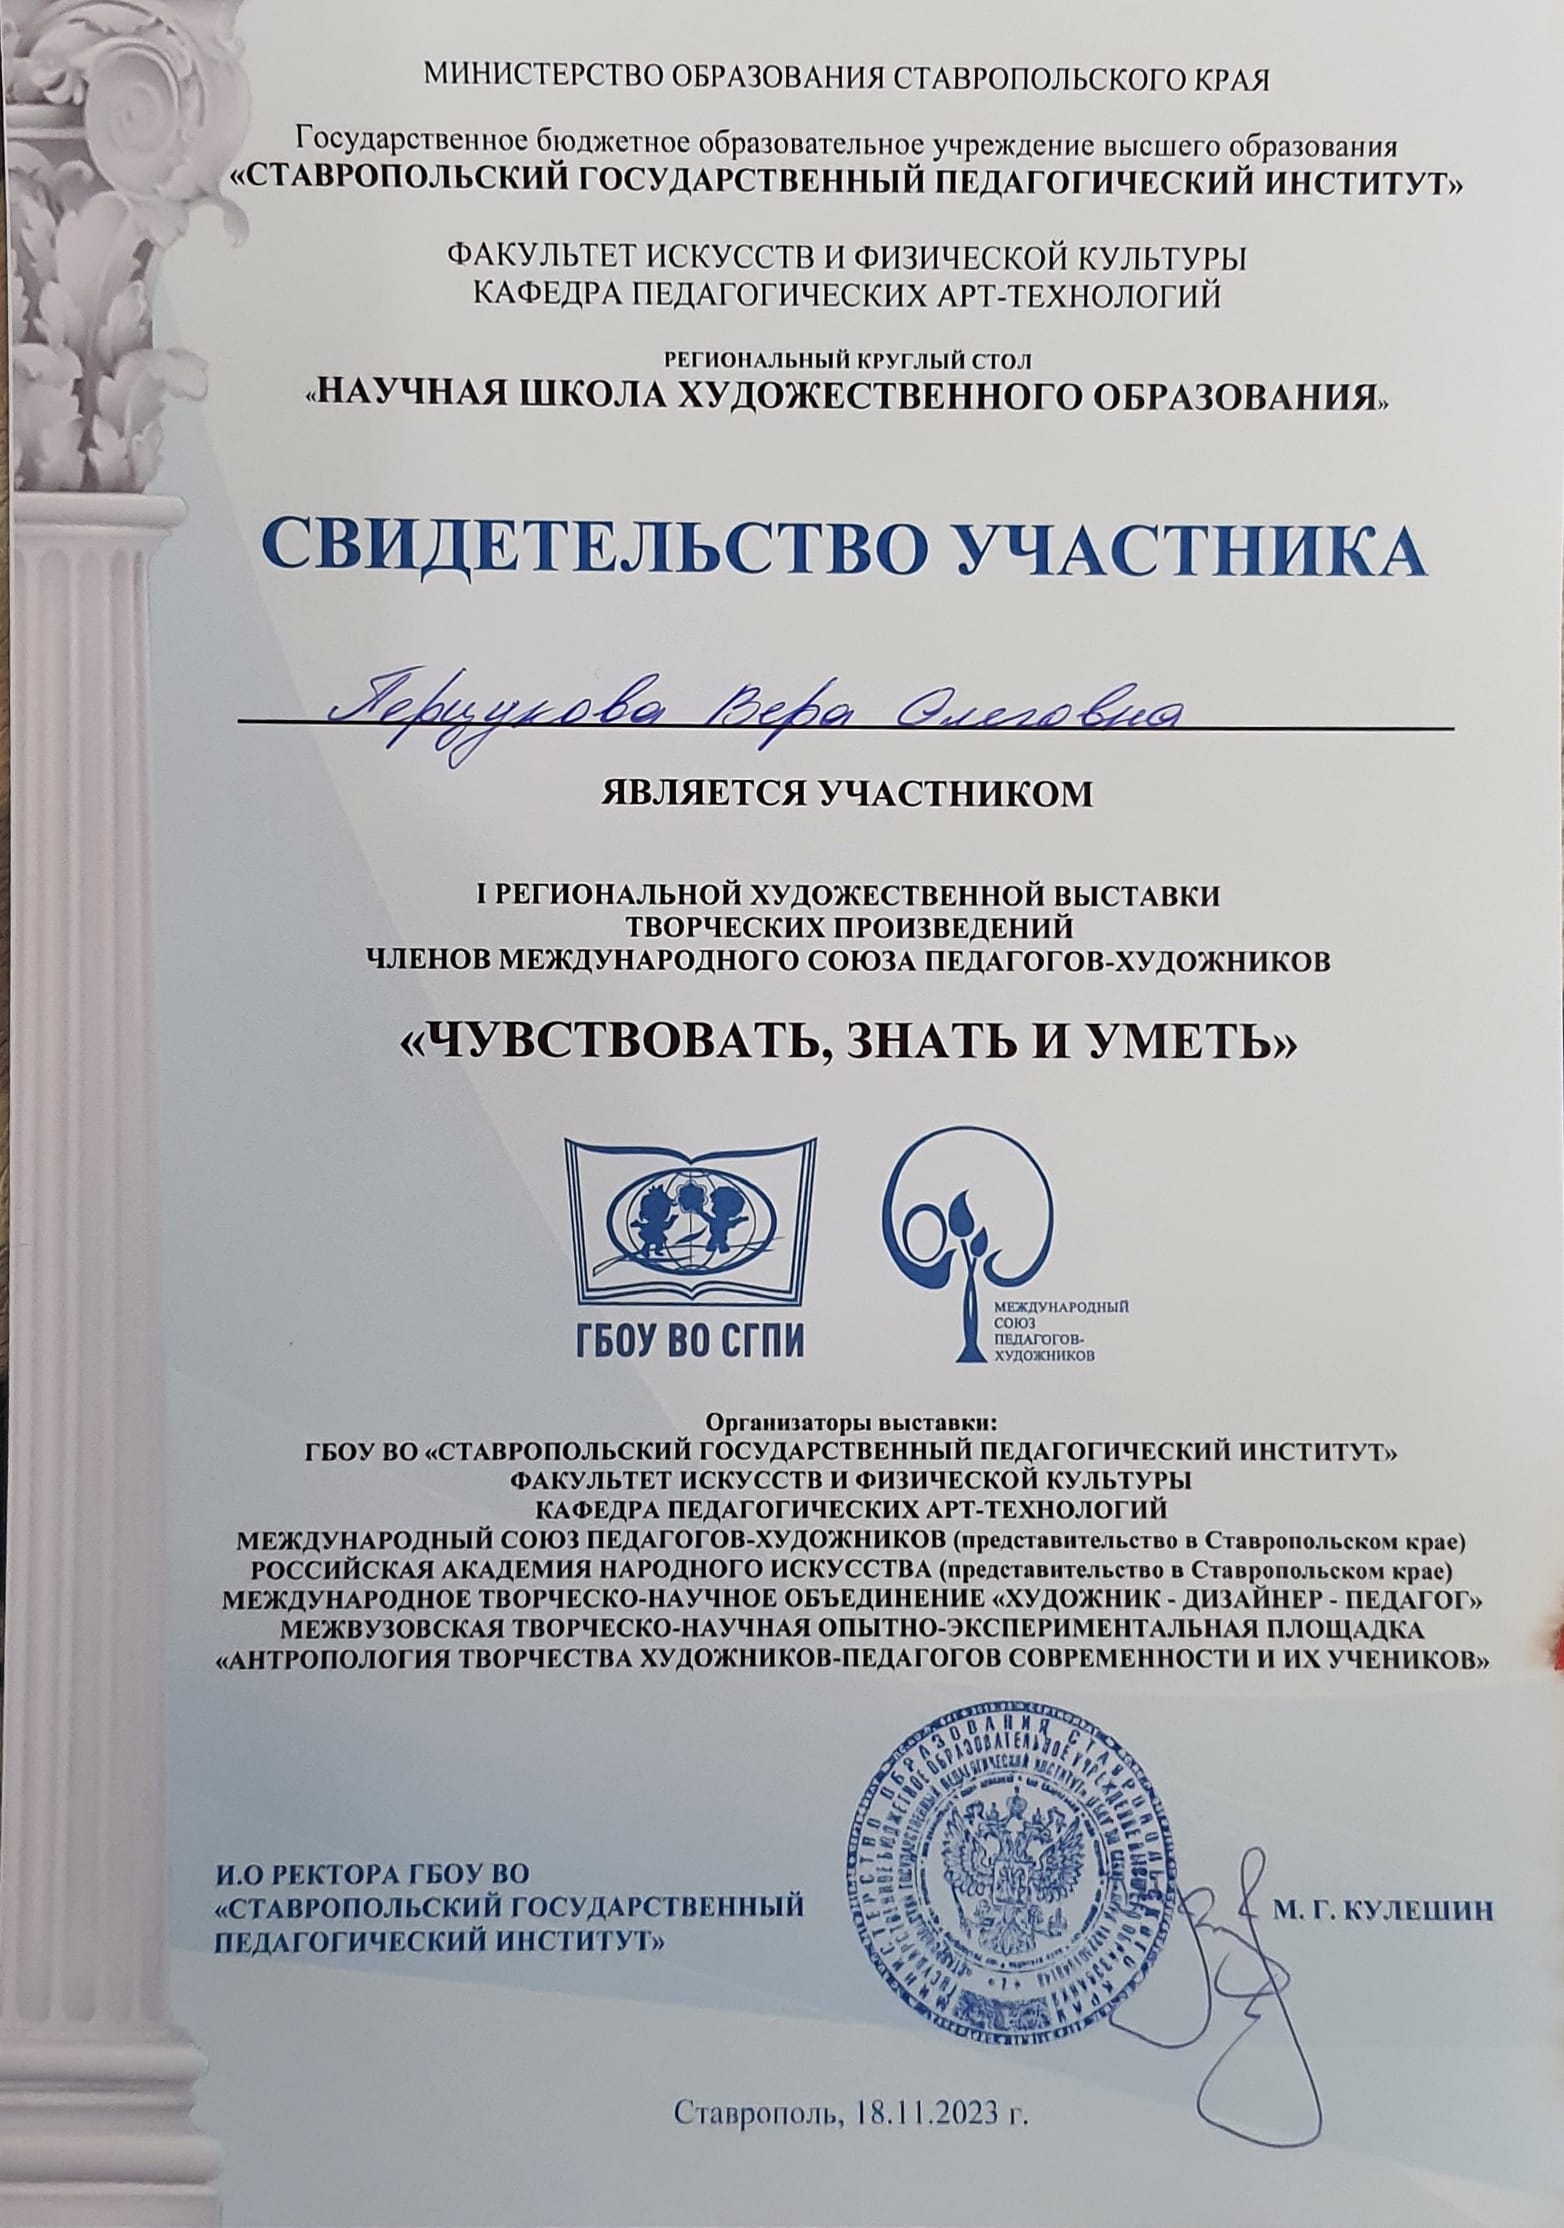 МИНИСТЕРСТВО ОБРАЗОВАНИЯ СТАВРОПОЛЬСКОГО КРАЯ
Государственное бюджетное образовательное учреждение высшего образования
«СТАВРОПОЛЬСКИЙ ГОСУДАРСТВЕННЫЙ ПЕДАГОГИЧЕСКИЙ ИНСТИТУТ»
ФАКУЛЬТЕТ ИСКУССТВ И ФИЗИЧЕСКОЙ КУЛЬТУРЫ
КАФЕДРА ПЕДАГОГИЧЕСКИХ АРТ-ТЕХНОЛОГИЙ
РЕГИОНАЛЬНЫЙ КРУГЛЫЙ СТОЛ
«НАУЧНАЯ ШКОЛА ХУДОЖЕСТВЕННОГО ОБРАЗОВАНИЯ»
СВИДЕТЕЛЬСТВО УЧАСТНИКА
Першукова Вера Олеговна
ЯВЛЯЕТСЯ УЧАСТНИКОМ
I РЕГИОНАЛЬНОЙ ХУДОЖЕСТВЕННОЙ ВЫСТАВКИ
ТВОРЧЕСКИХ ПРОИЗВЕДЕНИЙ
ЧЛЕНОВ МЕЖДУНАРОДНОГО СОЮЗА ПЕДАГОГОВ-ХУДОЖНИКОВ
«ЧУВСТВОВАТЬ, ЗНАТЬ И УМЕТЬ»
ГБОУ ВО СГПИ
МЕЖДУНАРОДНЫЙ
СОЮЗ
ПЕДАГОГОВ-
ХУДОЖНИКОВ
Организаторы выставки:
ГБОУ ВО «СТАВРОПОЛЬСКИЙ ГОСУДАРСТВЕННЫЙ ПЕДАГОГИЧЕСКИЙ ИНСТИТУТ»
ФАКУЛЬТЕТ ИСКУССТВ И ФИЗИЧЕСКОЙ КУЛЬТУРЫ
КАФЕДРА ПЕДАГОГИЧЕСКИХ АРТ-ТЕХНОЛОГИЙ
МЕЖДУНАРОДНЫЙ СОЮЗ ПЕДАГОГОВ-ХУДОЖНИКОВ (представительство в Ставропольском крае)
РОССИЙСКАЯ АКАДЕМИЯ НАРОДНОГО ИСКУССТВА (представительство в Ставропольском крае)
МЕЖДУНАРОДНОЕ ТВОРЧЕСКО-НАУЧНОЕ ОБЪЕДИНЕНИЕ «ХУДОЖНИК - ДИЗАЙНЕР - ПЕДАГОГ»
МЕЖВУЗОВСКАЯ ТВОРЧЕСКО-НАУЧНАЯ ОПЫТНО-ЭКСПЕРИМЕНТАЛЬНАЯ ПЛОЩАДКА
«АНТРОПОЛОГИЯ ТВОРЧЕСТВА ХУДОЖНИКОВ-ПЕДАГОГОВ СОВРЕМЕННОСТИ И ИХ УЧЕНИКОВ»
И.О РЕКТОРА ГБОУ ВО
«СТАВРОПОЛЬСКИЙ ГОСУДАРСТВЕННЫЙ
ПЕДАГОГИЧЕСКИЙ ИНСТИТУТ»
МИНИСТЕРСТВО ОБРАЗОВАНИЯ СТАВРОПОЛЬСКОГО КРАЯ
М. Г. КУЛЕШИН
Ставрополь, 18.11.2023 г.